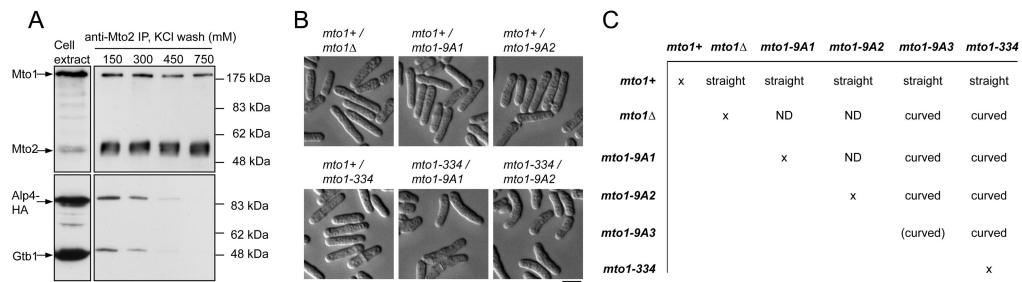 A
Cell
extract
anti-Mto2 IP, KCl wash (mM)
150 300 450 750
Mto1
175 kDa
83 kDa
62 kDa
Mto2
48 kDa
Alp4-
HA
83 kDa
62 kDa
Gtb1
48 kDa
B
mto1+ /
mto1Δ
mto1+ /
mto1-9A1
mto1+ /
mto1-9A2
mto1+ /
mto1-334
mto1-334 /
mto1-9A1
mto1-334/
mto1-9A2
C
mto1+ mto1Δ mto1-9A1 mto1-9A2 mto1-9A3 mto1-334
mto1+ x straight straight straight straight straight
mto1Δ x ND ND curved curved
mto1-9A1 x ND curved curved
mto1-9A2 x curved curved
mto1-9A3 (curved) curved
mto1-334 x